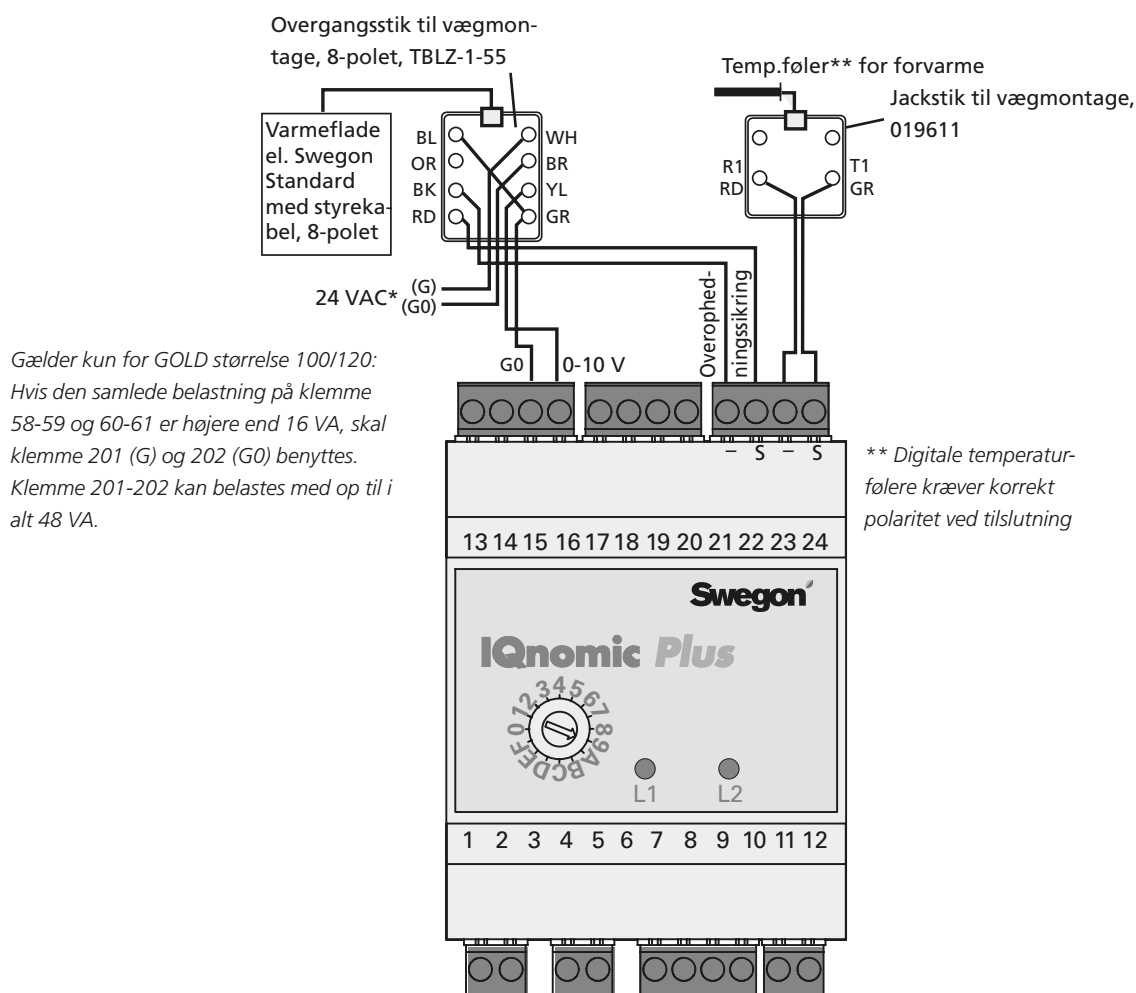 Overgangsstik til vægmon-
tage, 8-polet, TBLZ-1-55
Temp.føler** for forvarme
Jackstik til vægmontage,
019611
Varmeflade
el. Swegon
Standard
med styreka-
bel, 8-polet
BL WH
OR BR
BK YL
RD GR
R1 T1
RD GR
24 VAC* (G)
(G0)
Overophed-
ningssikring
G0 0-10 V
Gælder kun for GOLD størrelse 100/120:
Hvis den samlede belastning på klemme
58-59 og 60-61 er højere end 16 VA, skal
klemme 201 (G) og 202 (G0) benyttes.
Klemme 201-202 kan belastes med op til i
alt 48 VA.
– S – S
** Digitale temperatur-
følere kræver korrekt
polaritet ved tilslutning
13 14 15 16 17 18 19 20 21 22 23 24
Swegon
IQnomic Plus
0 1 2 3 4 5 6 7 8 9 A B C D E F
L1 L2
1 2 3 4 5 6 7 8 9 10 11 12